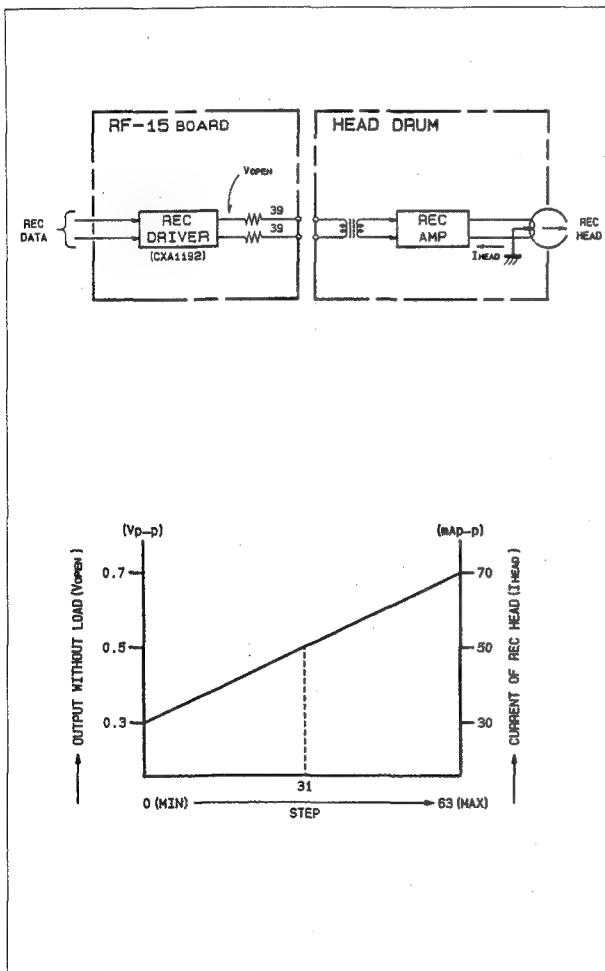 RF-15 BOARD
HEAD DRUM
VOPEN
39
39
REC DATA
REC DRIVER
(CXA1192)
REC AMP
IHEAD
REC HEAD
(Vp-p)
(mAp-p)
OUTPUT WITHOUT LOAD (VOPEN)
0.7
0.5
0.3
70
50
30
CURRENT OF REC HEAD (IHEAD)
31
0 (MIN)
63 (MAX)
STEP